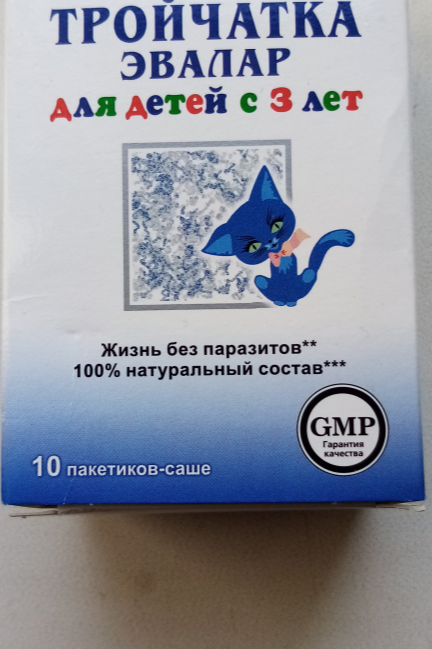 ТРОЙЧАТКА
ЭВАЛАР
для детей с 3 лет
Жизнь без паразитов**
100% натуральный состав***
GMP
Гарантия
качества
10 пакетиков-саше